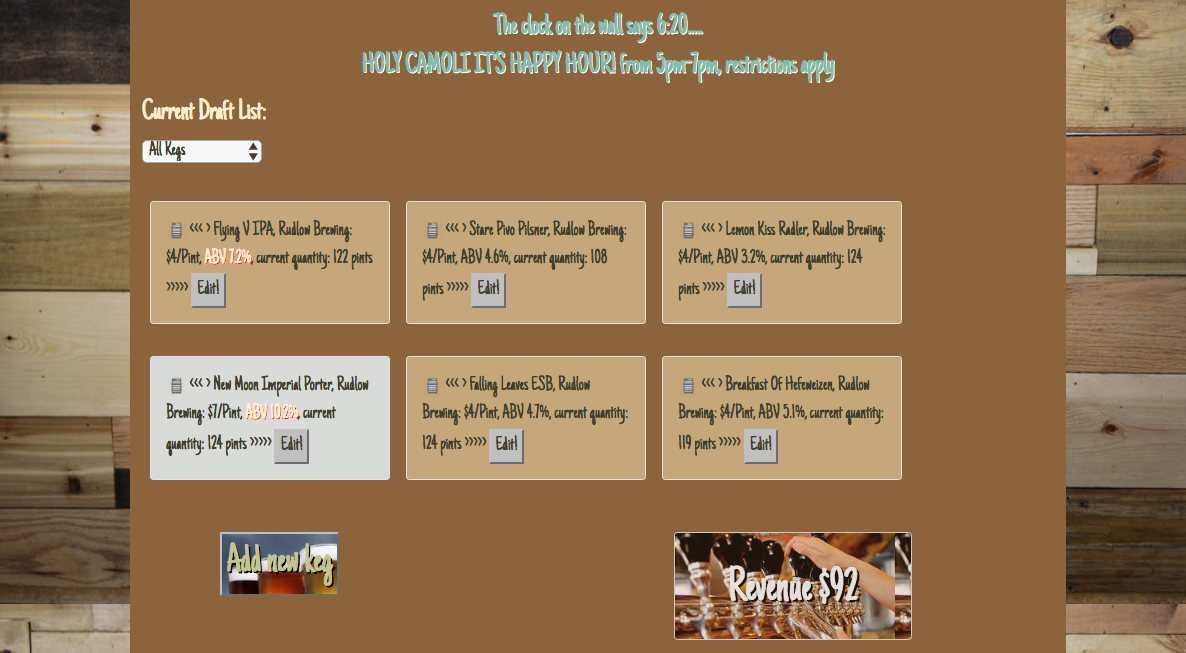 The clock on the wall says 6:20.....
HOLY CAMOLI ITS HAPPY HOUR! from 5pm-7pm, restrictions apply
Current Draft List:
All Kegs
<<< > Flying V IPA, Rudlow Brewing:
$4/Pint, ABV 7.2%, current quantity: 122 pints
>>>>> Edit!
<<< > Stare Pivo Pilsner, Rudlow Brewing:
$4/Pint, ABV 4.6%, current quantity: 108
pints >>>>> Edit!
<<< > Lemon Kiss Radler, Rudlow Brewing:
$4/Pint, ABV 3.2%, current quantity: 124
pints >>>>> Edit!
<<< > New Moon Imperial Porter, Rudlow
Brewing: $7/Pint, ABV 10.2%, current
quantity: 124 pints >>>>> Edit!
<<< > Falling Leaves ESB, Rudlow
Brewing: $4/Pint, ABV 4.7%, current quantity:
124 pints >>>>> Edit!
<<< > Breakfast Of Hefeweizen, Rudlow
Brewing: $4/Pint, ABV 5.1%, current quantity:
119 pints >>>>> Edit!
Add new keg
Revenue $92